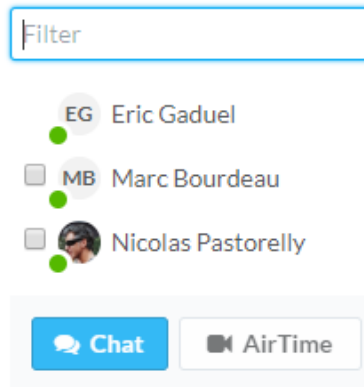 Filter
EG Eric Gaduel
MB Marc Bourdeau
Nicolas Pastorelly
Chat AirTime